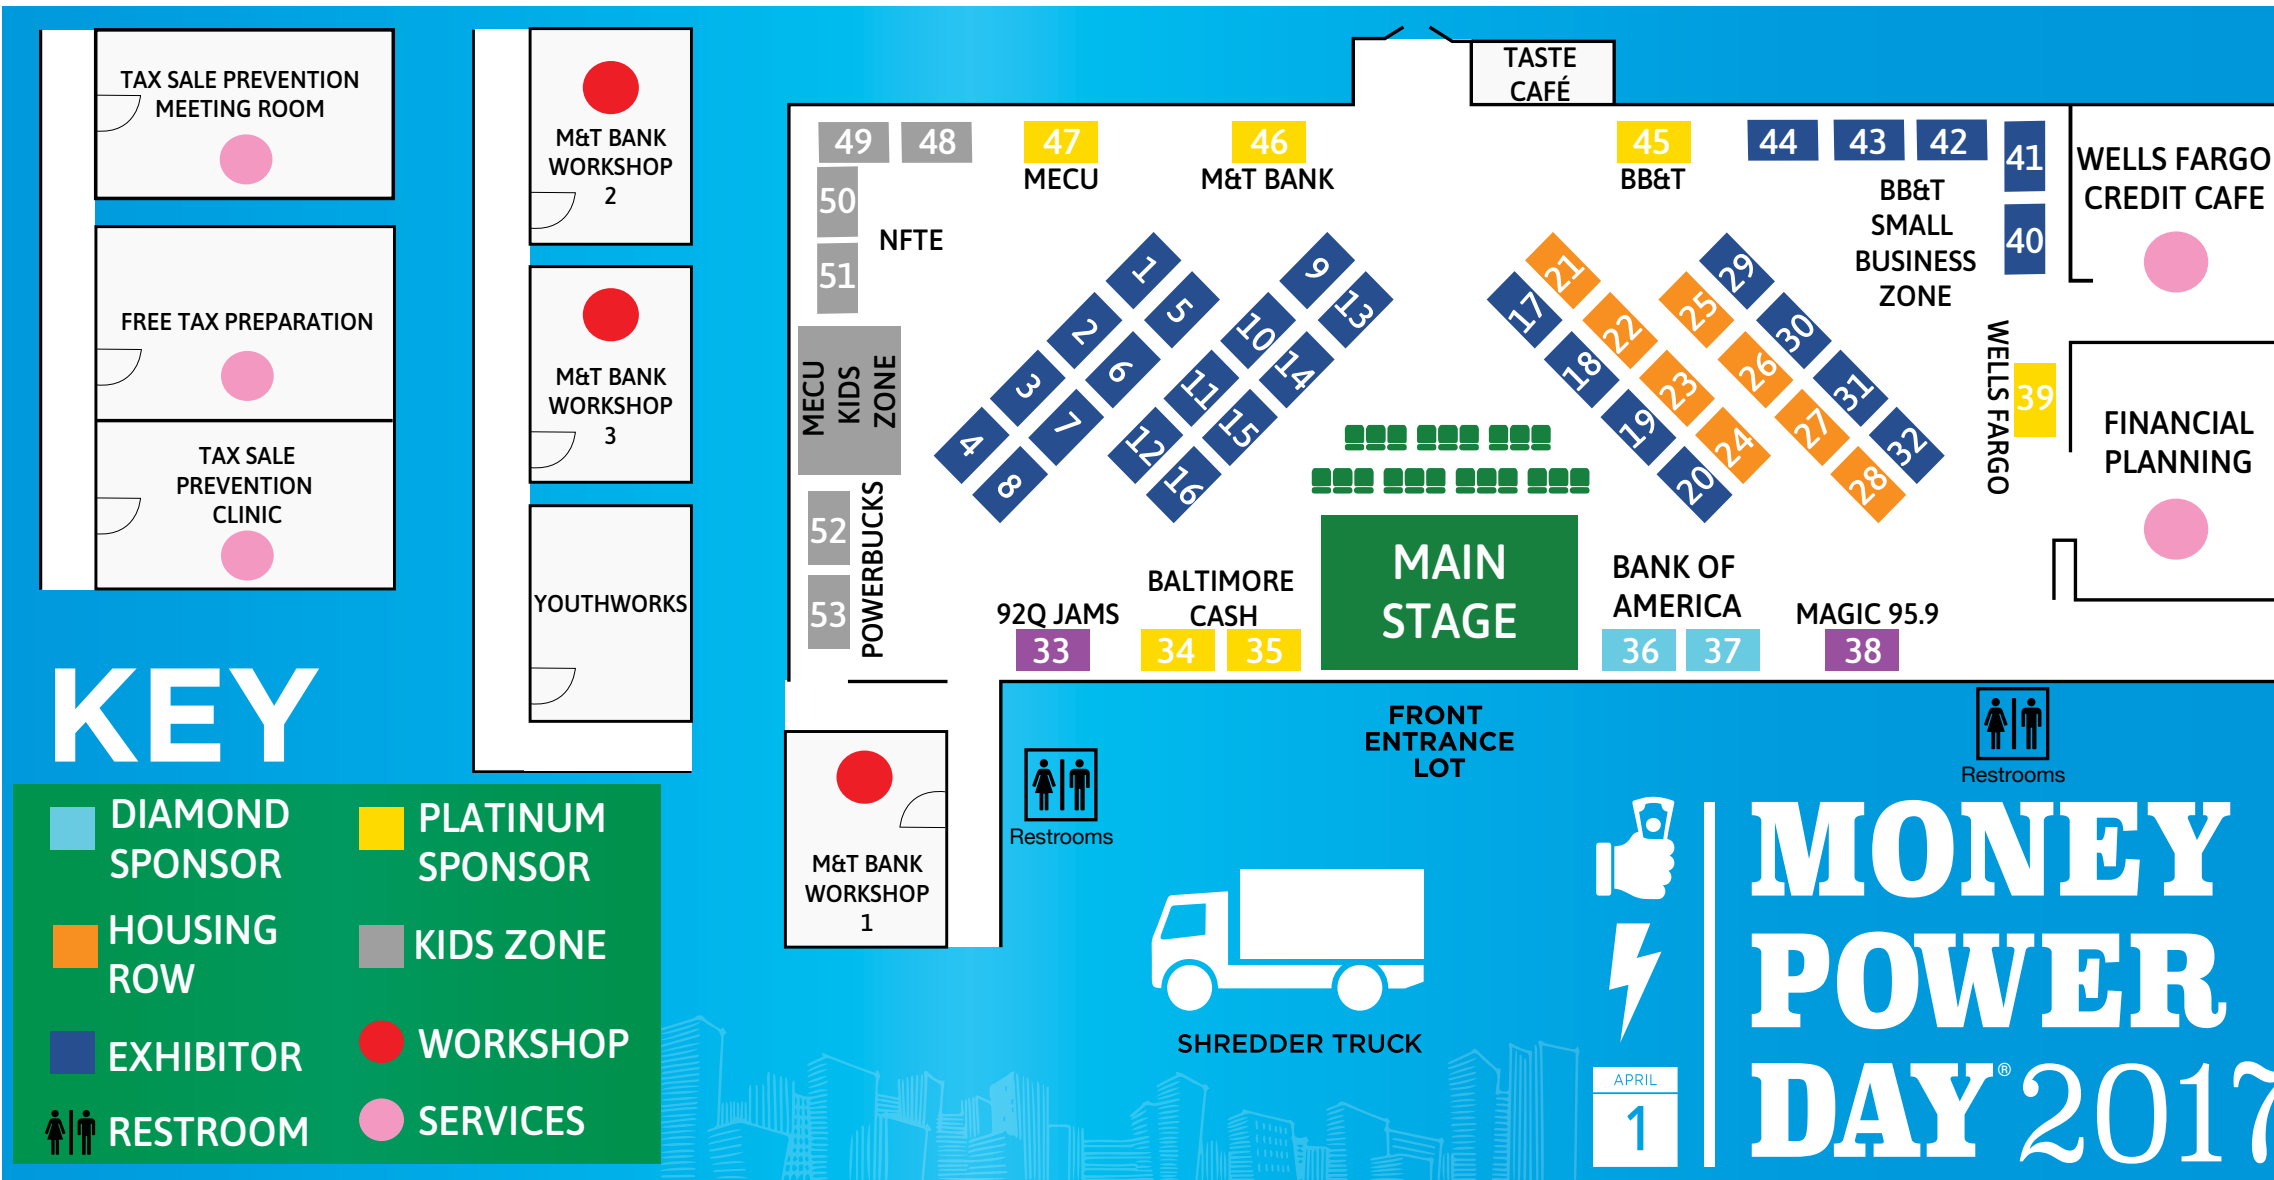 TAX SALE PREVENTION
MEETING ROOM
FREE TAX PREPARATION
TAX SALE
PREVENTION
CLINIC
M&T BANK
WORKSHOP
2
M&T BANK
WORKSHOP
3
YOUTHWORKS
TASTE
CAFÉ
49
48
47
MECU
46
M&T BANK
45
BB&T
44
43
42
41
40
50
51
NFTE
BB&T
SMALL
BUSINESS
ZONE
WELLS FARGO
CREDIT CAFE
MECU
KIDS
ZONE
1
2
3
4
5
6
7
8
9
10
11
12
13
14
15
16
17
18
19
20
21
22
23
24
25
26
27
28
29
30
31
32
WELLS FARGO
39
FINANCIAL
PLANNING
52
53
POWERBUCKS
92Q JAMS
33
BALTIMORE
CASH
34
35
MAIN
STAGE
BANK OF
AMERICA
36
37
MAGIC 95.9
38
M&T BANK
WORKSHOP
1
Restrooms
FRONT
ENTRANCE
LOT
Restrooms
SHREDDER TRUCK
KEY
DIAMOND
SPONSOR
PLATINUM
SPONSOR
HOUSING
ROW
KIDS ZONE
EXHIBITOR
WORKSHOP
RESTROOM
SERVICES
APRIL
1
MONEY
POWER
DAY® 2017